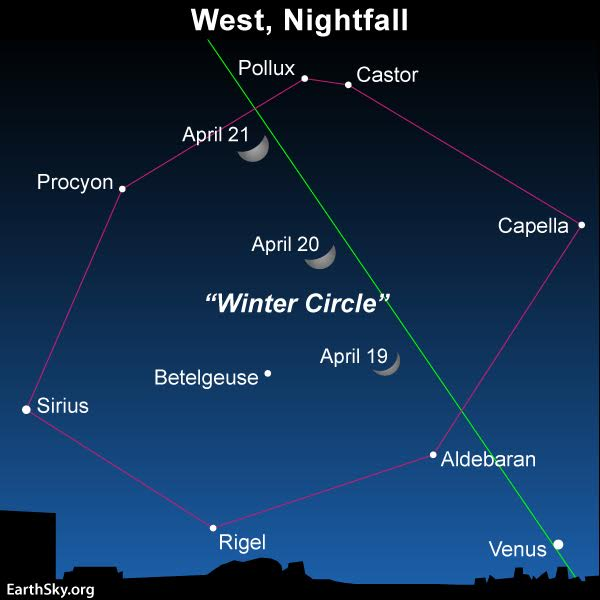 West, Nightfall
Pollux
Castor
April 21
Procyon
Capella
April 20
“Winter Circle”
April 19
Betelgeuse
Sirius
Aldebaran
Rigel
Venus
EarthSky.org